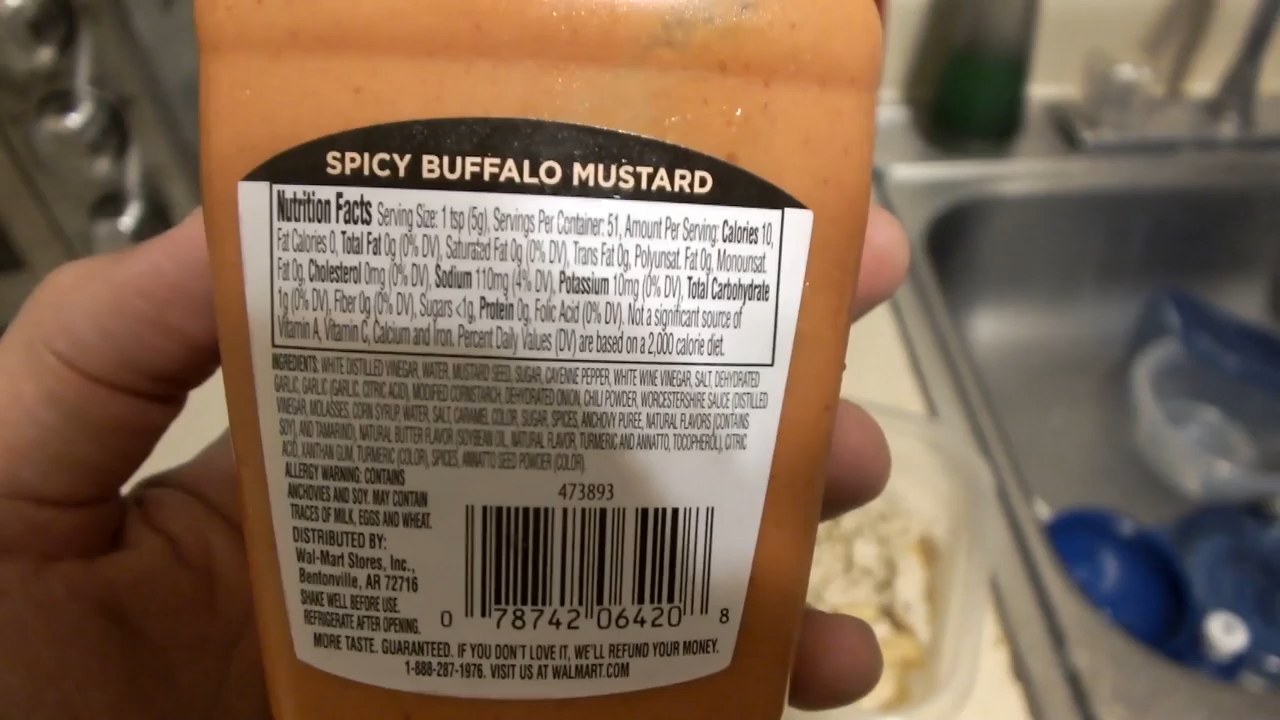 SPICY BUFFALO MUSTARD
Nutrition Facts Serving Size: 1 tsp (5g), Servings Per Container: 51, Amount Per Serving: Calories 10,
Fat Calories 0, Total Fat 0g (0% DV), Saturated Fat 0g (0% DV), Trans Fat 0g, Polyunsat. Fat 0g, Monounsat.
Fat 0g, Cholesterol 0mg (0% DV), Sodium 110mg (4% DV), Potassium 10mg (0% DV), Total Carbohydrate
1g (0% DV), Fiber 0g (0% DV), Sugars <1g, Protein 0g, Folic Acid (0% DV). Not a significant source of
Vitamin A, Vitamin C, Calcium and Iron. Percent Daily Values (DV) are based on a 2,000 calorie diet.
INGREDIENTS: WHITE DISTILLED VINEGAR, WATER, MUSTARD SEED, SUGAR, CAYENNE PEPPER, WHITE WINE VINEGAR, SALT, DEHYDRATED
GARLIC, GARLIC (GARLIC, CITRIC ACID), MODIFIED CORNSTARCH, DEHYDRATED ONION, CHILI POWDER, WORCESTERSHIRE SAUCE (DISTILLED
VINEGAR, MOLASSES, CORN SYRUP, WATER, SALT, CARAMEL COLOR, SUGAR, SPICES, ANCHOVY PUREE, NATURAL FLAVORS [CONTAINS
SOY], AND TAMARIND), NATURAL BUTTER FLAVOR (SOYBEAN OIL, NATURAL FLAVOR, TURMERIC AND ANNATTO, TOCOPHEROL), CITRIC
ACID, XANTHAN GUM, TURMERIC (COLOR), SPICES, ANNATTO SEED POWDER (COLOR).
ALLERGY WARNING: CONTAINS
ANCHOVIES AND SOY. MAY CONTAIN
TRACES OF MILK, EGGS AND WHEAT.
DISTRIBUTED BY:
Wal-Mart Stores, Inc.,
Bentonville, AR 72716
SHAKE WELL BEFORE USE.
REFRIGERATE AFTER OPENING.
473893
0 78742 06420 8
MORE TASTE. GUARANTEED. IF YOU DON'T LOVE IT, WE'LL REFUND YOUR MONEY.
1-888-287-1976. VISIT US AT WALMART.COM